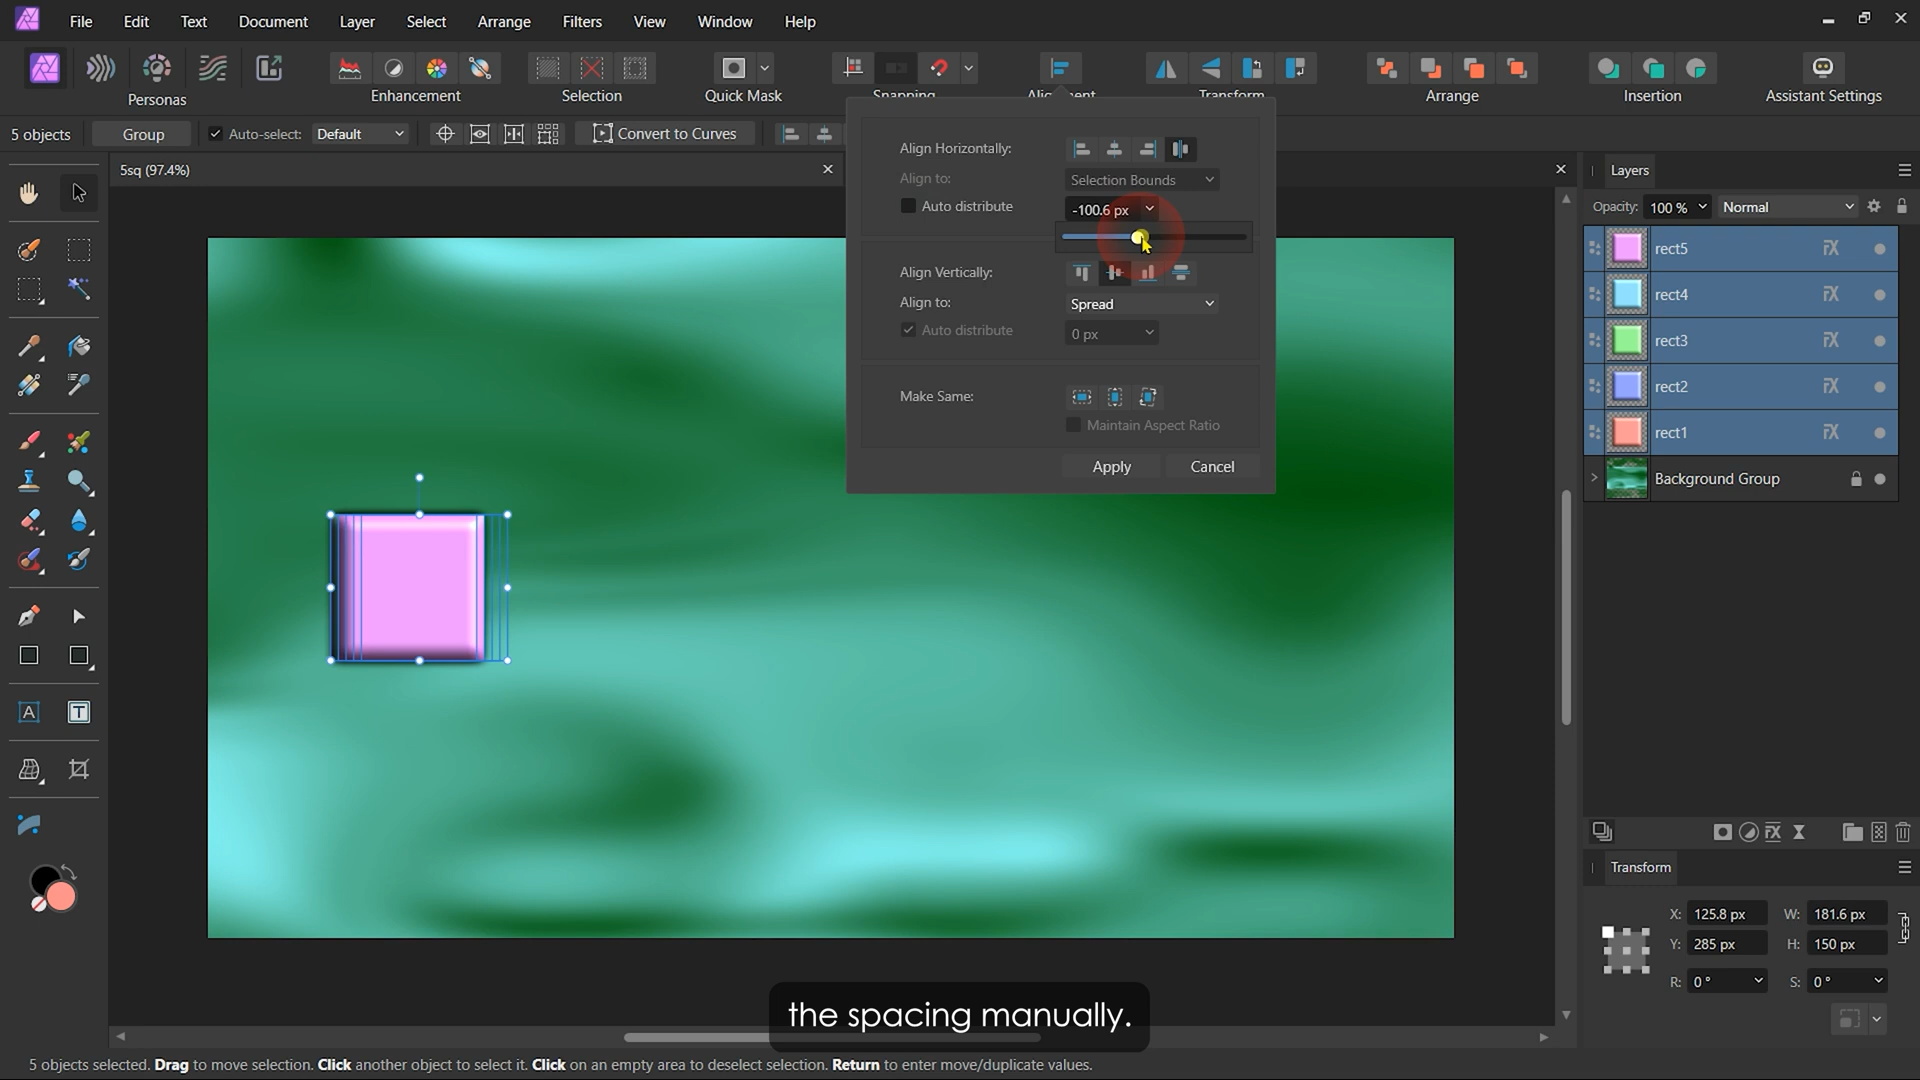 File Edit Text Document Layer Select Arrange Filters View Window Help
Personas
Enhancement
Selection
Quick Mask
Snapping
Alignment
Transform
Arrange
Insertion
Assistant Settings
5 objects
Group
Auto-select: Default
Convert to Curves
5sq (97.4%)
Align Horizontally:
Align to: Selection Bounds
Auto distribute -100.6 px
Align Vertically:
Align to: Spread
Auto distribute 0 px
Make Same:
Maintain Aspect Ratio
Apply Cancel
Layers
Opacity: 100 % Normal
rect5
rect4
rect3
rect2
rect1
Background Group
Transform
X: 125.8 px W: 181.6 px
Y: 285 px H: 150 px
R: 0 ° S: 0 °
the spacing manually.
5 objects selected. Drag to move selection. Click another object to select it. Click on an empty area to deselect selection. Return to enter move/duplicate values.